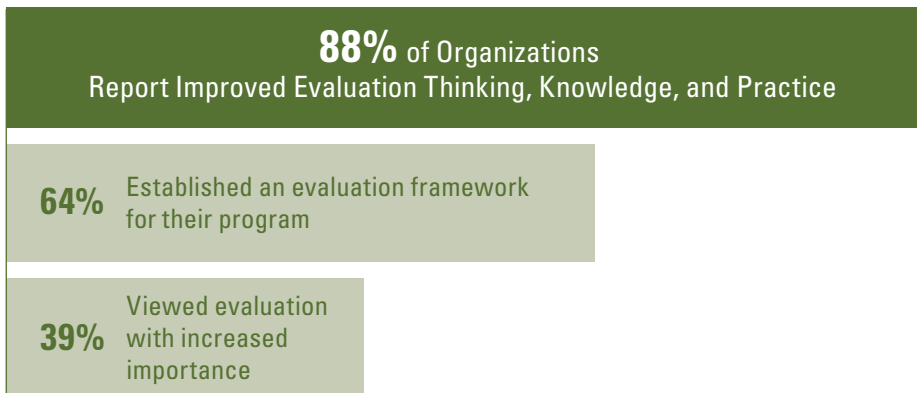 88% of Organizations
Report Improved Evaluation Thinking, Knowledge, and Practice
64%
Established an evaluation framework
for their program
39%
Viewed evaluation
with increased
importance